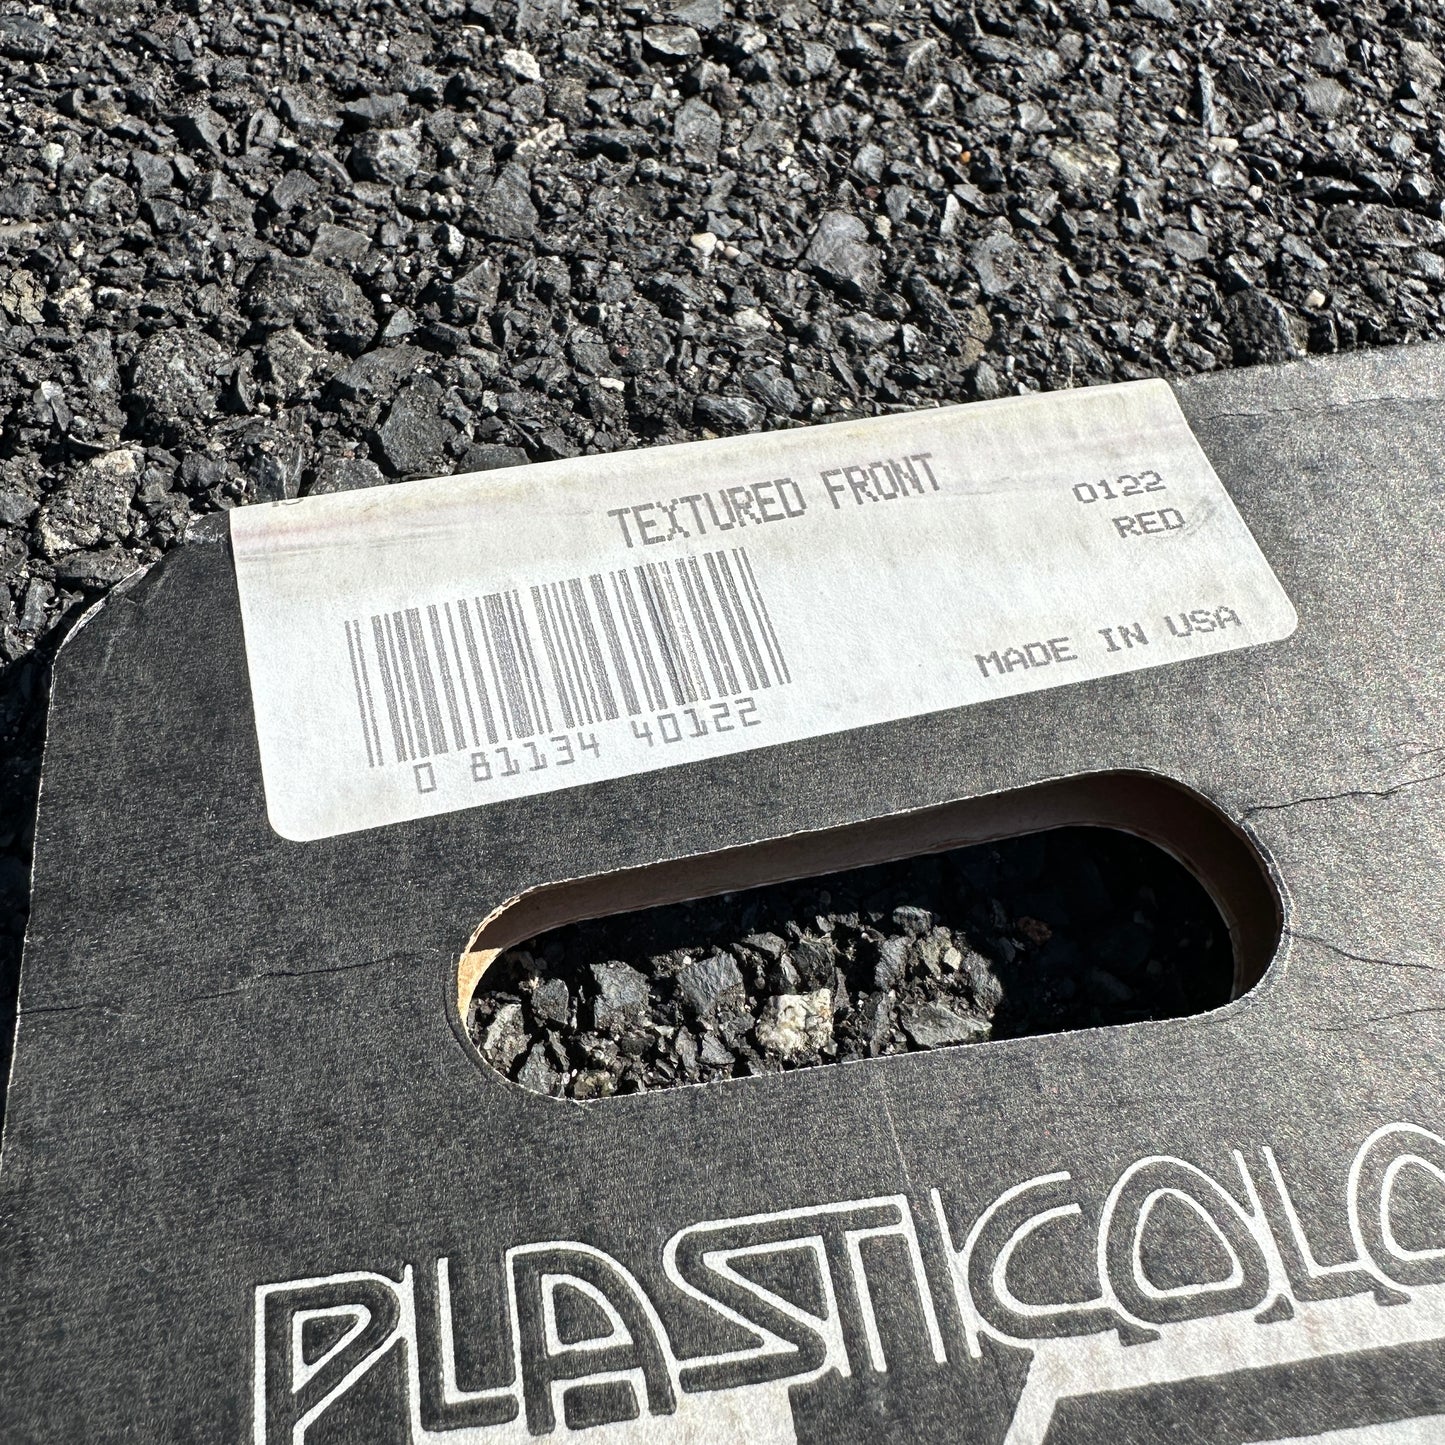 TEXTURED FRONT
0122
RED
MADE IN USA
0 81134 40122
PLASTICOLO